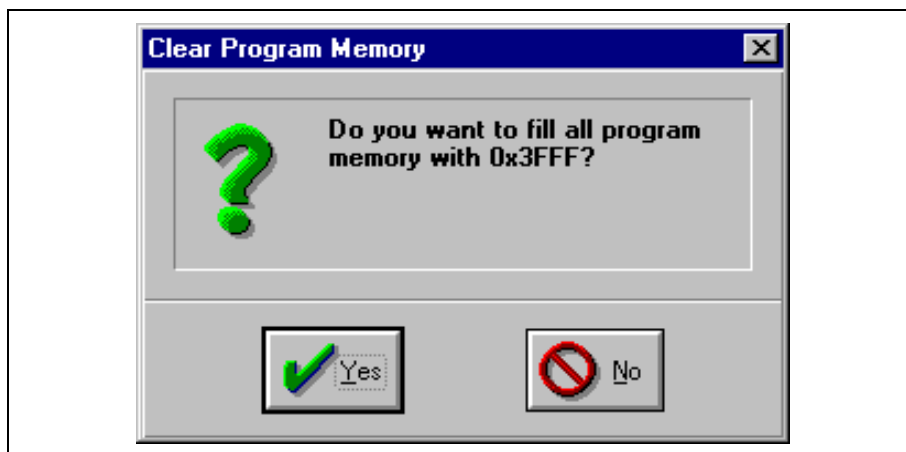 Clear Program Memory
Do you want to fill all program
memory with 0x3FFF?
Yes
No